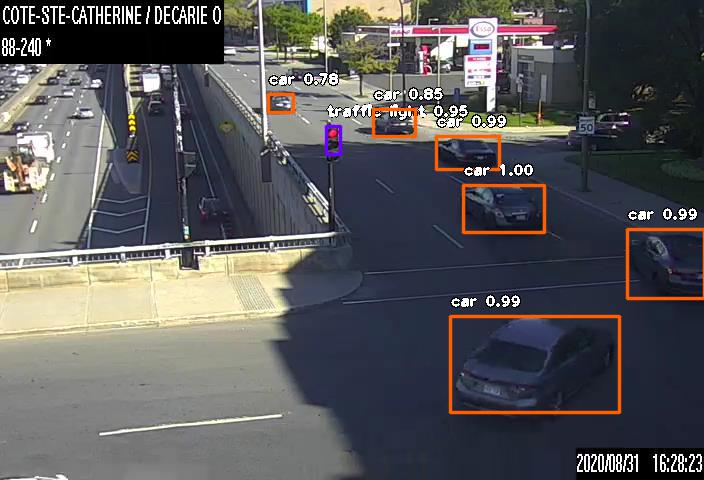 COTE-STE-CATHERINE / DECARIE O
88-240 *
car 0.78
car 0.85
traffic light 0.95
car 0.99
Esso
50
car 1.00
car 0.99
car 0.99
2020/08/31 16:28:23